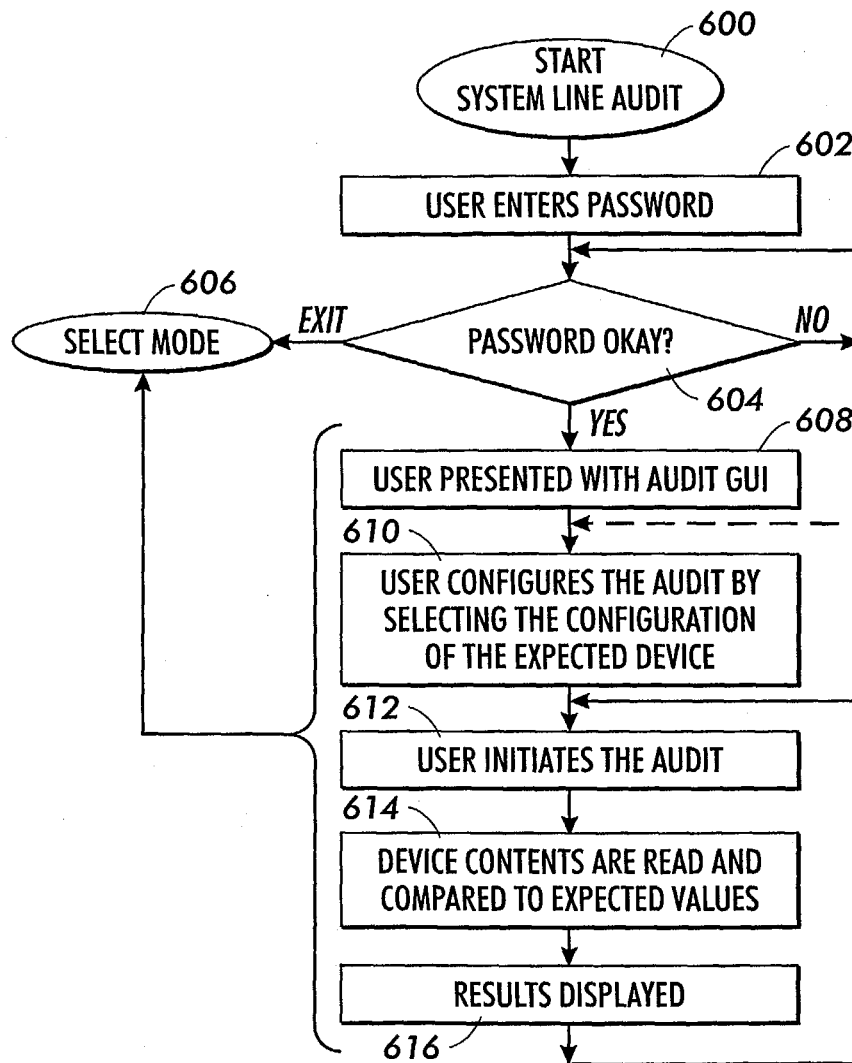 600
START
SYSTEM LINE AUDIT
602
USER ENTERS PASSWORD
606
SELECT MODE
EXIT
PASSWORD OKAY?
NO
604
YES
608
USER PRESENTED WITH AUDIT GUI
610
USER CONFIGURES THE AUDIT BY
SELECTING THE CONFIGURATION
OF THE EXPECTED DEVICE
612
USER INITIATES THE AUDIT
614
DEVICE CONTENTS ARE READ AND
COMPARED TO EXPECTED VALUES
RESULTS DISPLAYED
616